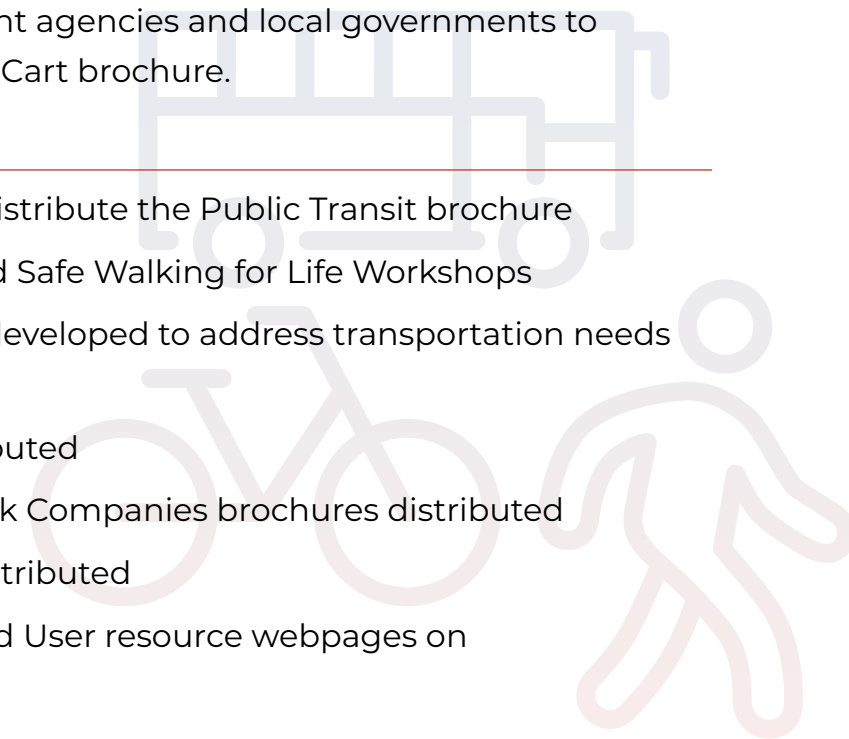 nt agencies and local governments to
Cart brochure.
istribute the Public Transit brochure
d Safe Walking for Life Workshops
developed to address transportation needs
buted
k Companies brochures distributed
tributed
d User resource webpages on